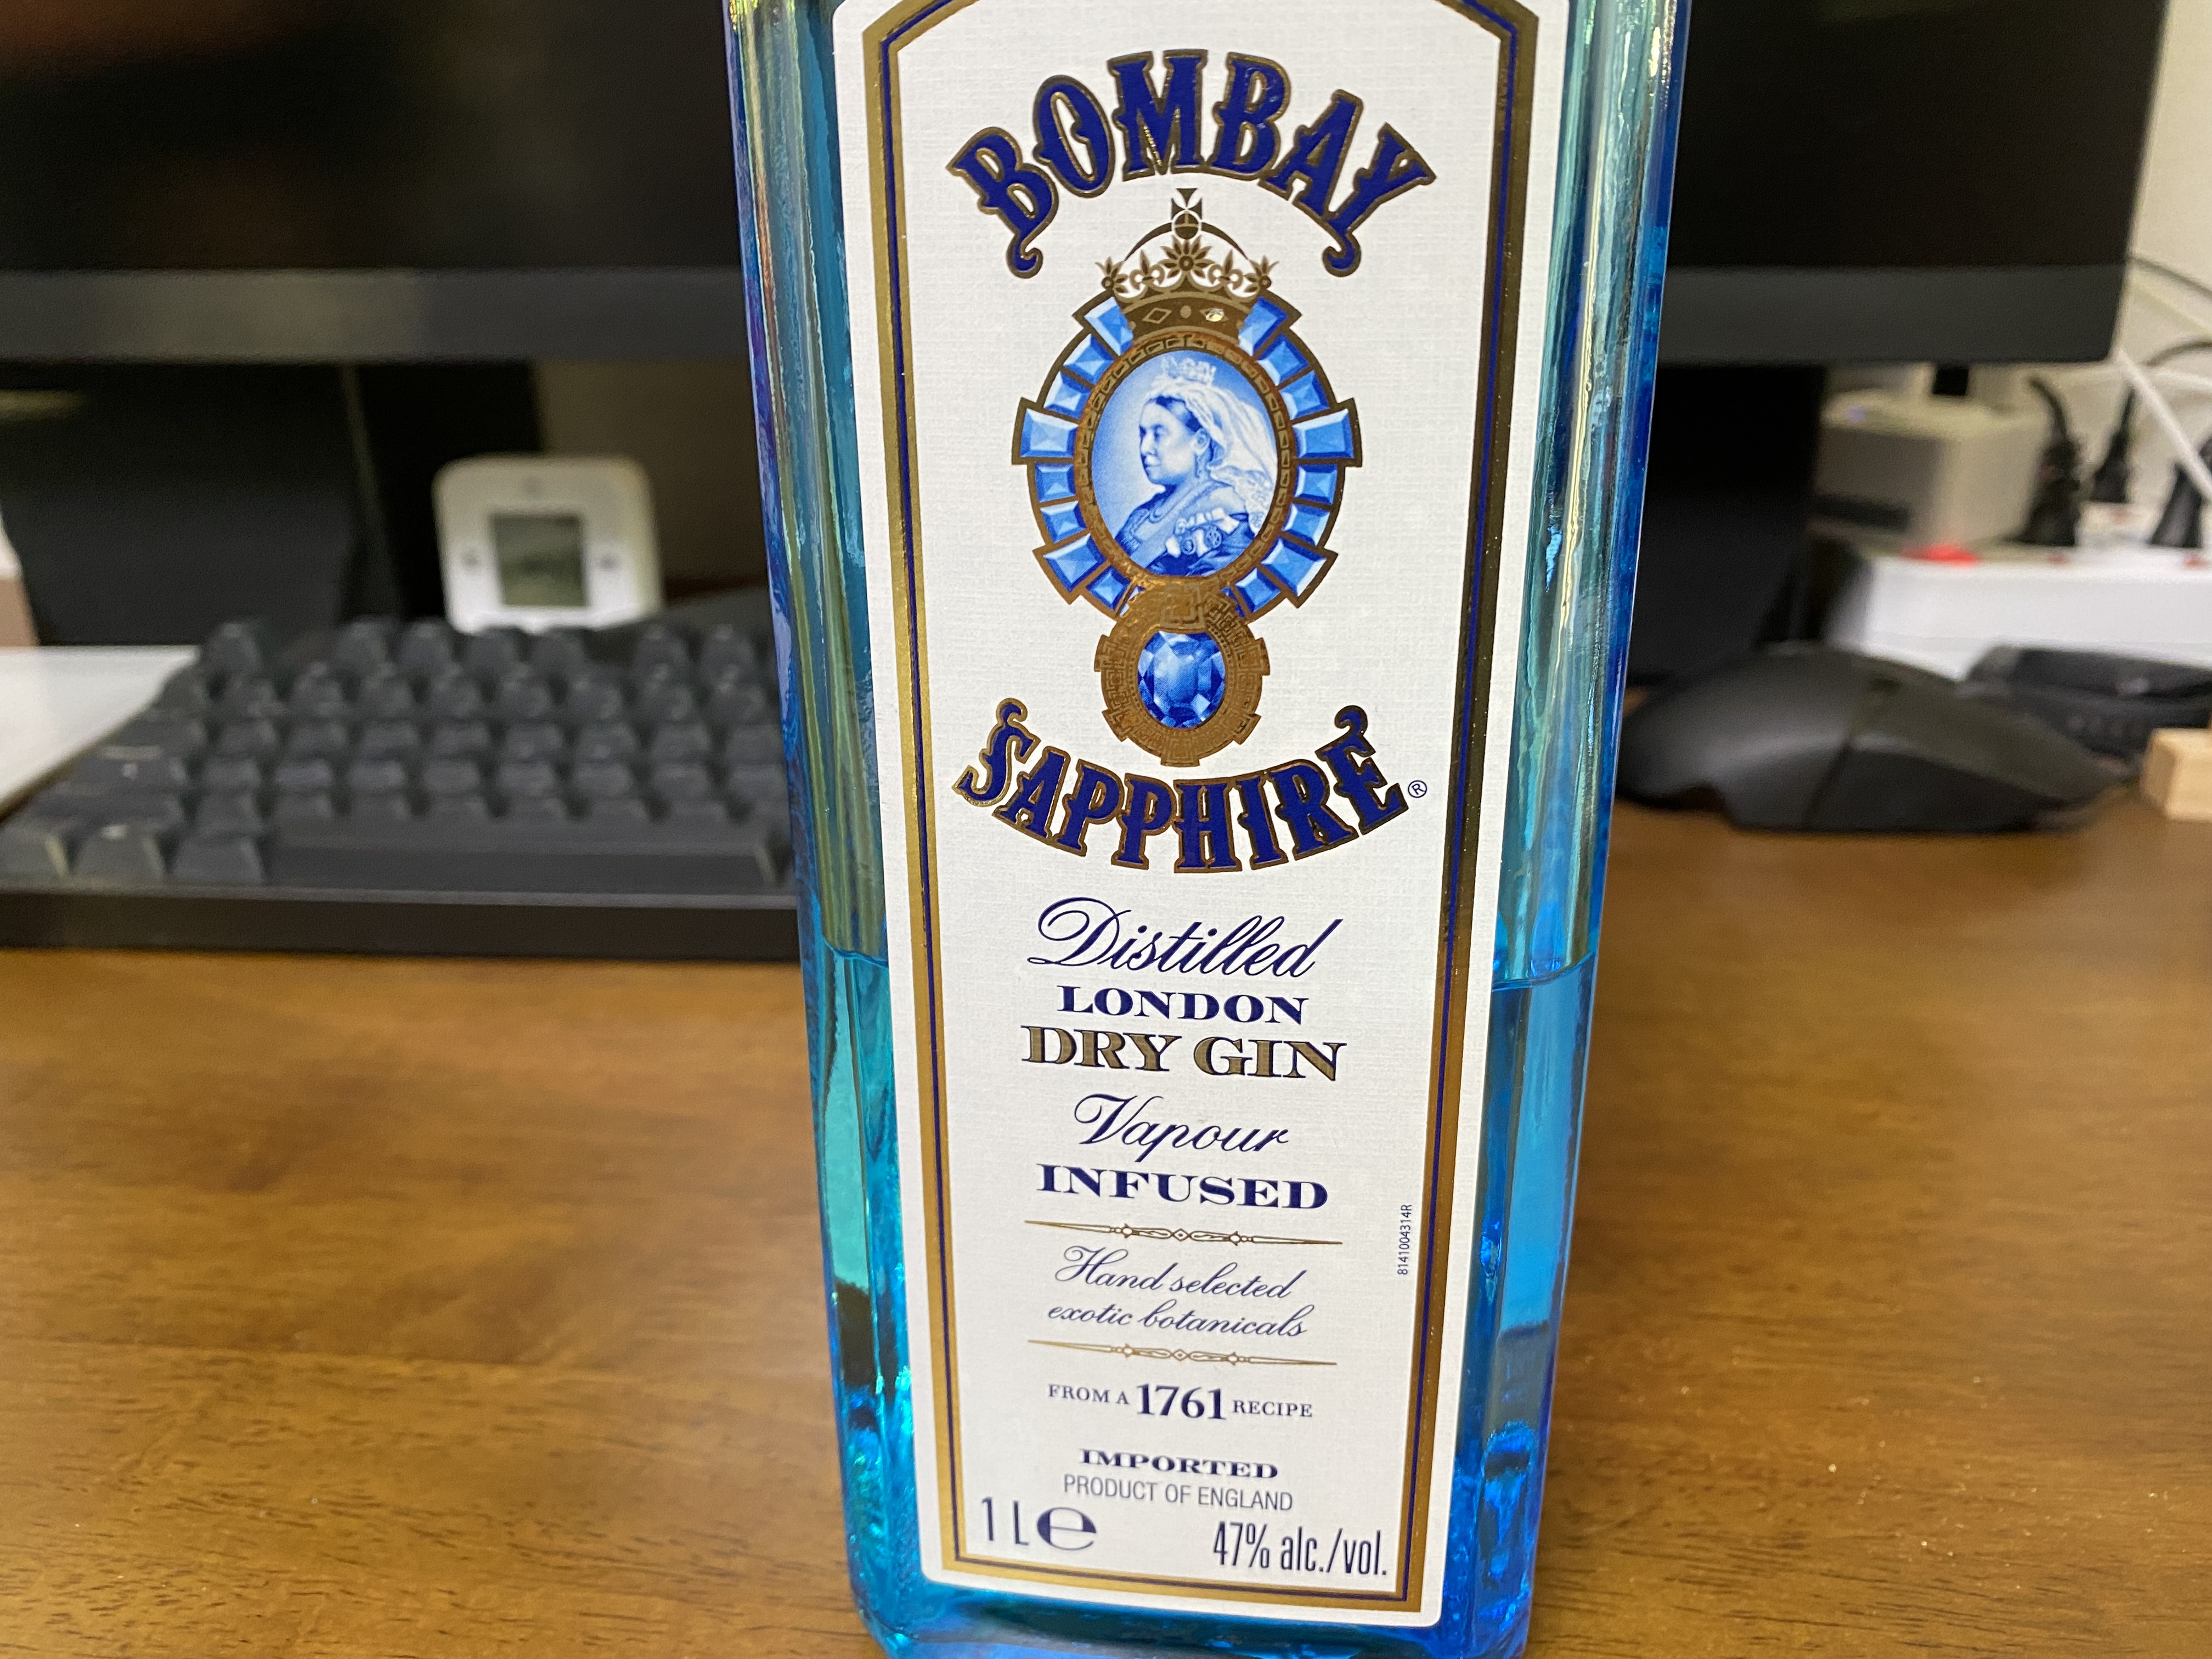 BOMBAY
SAPPHIRE®
Distilled
LONDON
DRY GIN
Vapour
INFUSED
Hand selected
exotic botanicals
FROM A 1761 RECIPE
IMPORTED
PRODUCT OF ENGLAND
1 L ℮ 47% alc./vol.
8141004314R